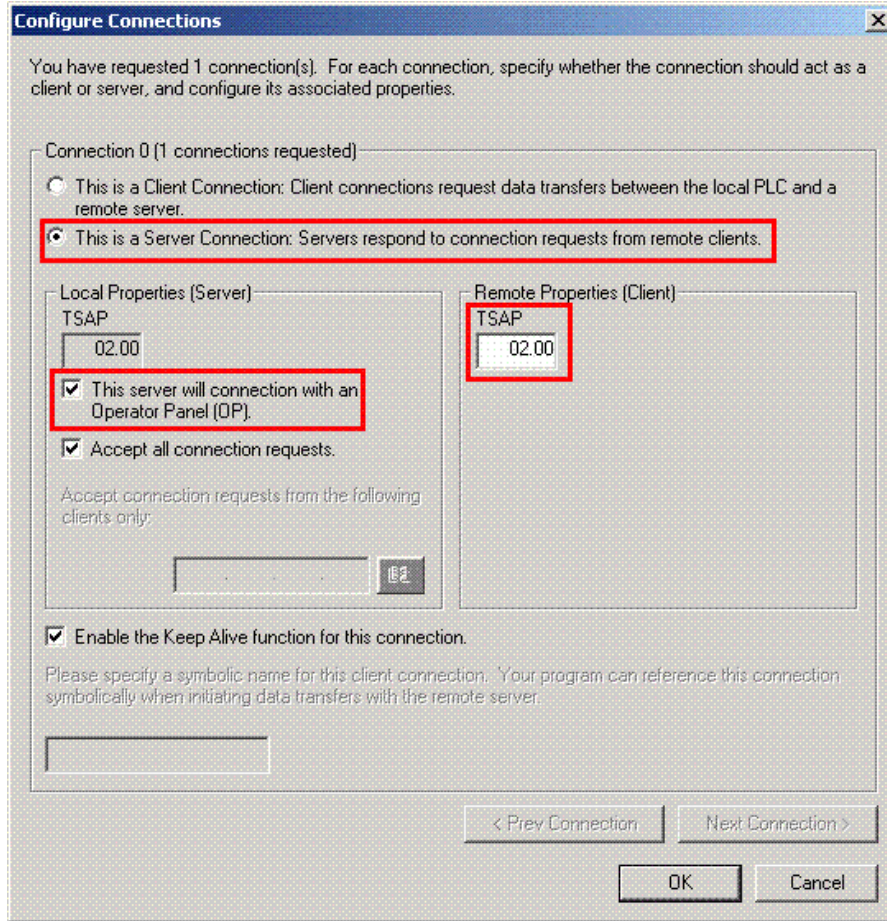 Configure Connections
You have requested 1 connection(s). For each connection, specify whether the connection should act as a
client or server, and configure its associated properties.
Connection 0 (1 connections requested)
This is a Client Connection: Client connections request data transfers between the local PLC and a
remote server.
This is a Server Connection: Servers respond to connection requests from remote clients.
Local Properties (Server)
TSAP
02.00
This server will connection with an
Operator Panel (OP).
Accept all connection requests.
Accept connection requests from the following
clients only:
Remote Properties (Client)
TSAP
02.00
Enable the Keep Alive function for this connection.
Please specify a symbolic name for this client connection. Your program can reference this connection
symbolically when initiating data transfers with the remote server.
< Prev Connection
Next Connection >
OK
Cancel